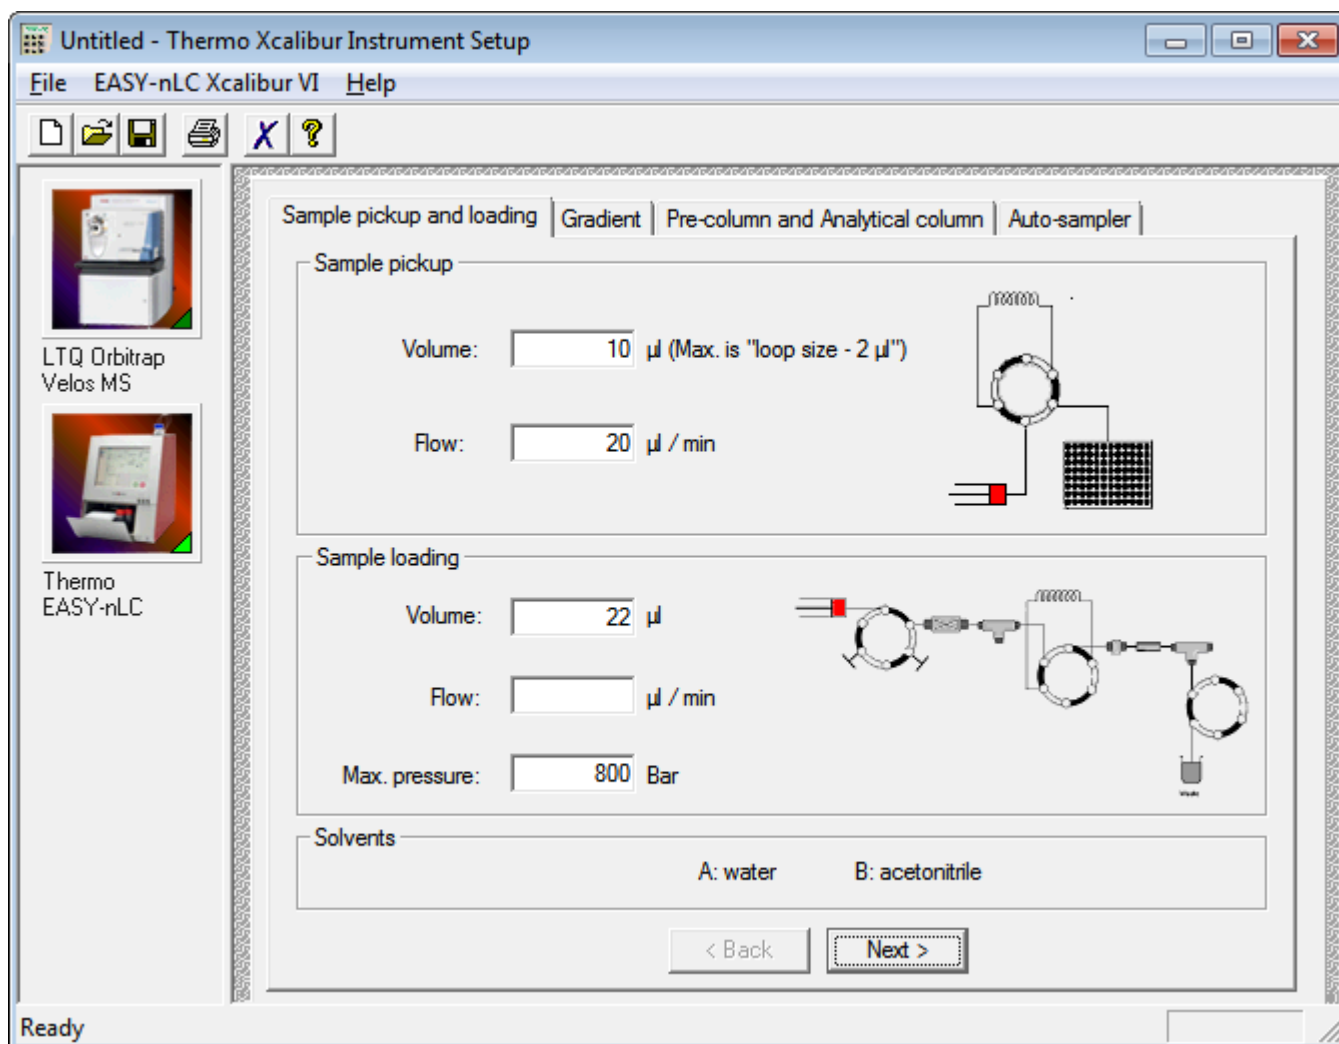 Untitled - Thermo Xcalibur Instrument Setup
File EASY-nLC Xcalibur VI Help
Sample pickup and loading Gradient Pre-column and Analytical column Auto-sampler
LTQ Orbitrap
Velos MS
Thermo
EASY-nLC
Sample pickup
Volume: 10 µl (Max. is "loop size - 2 µl")
Flow: 20 µl / min
Sample loading
Volume: 22 µl
Flow: µl / min
Max. pressure: 800 Bar
Waste
Solvents
A: water B: acetonitrile
< Back Next >
Ready